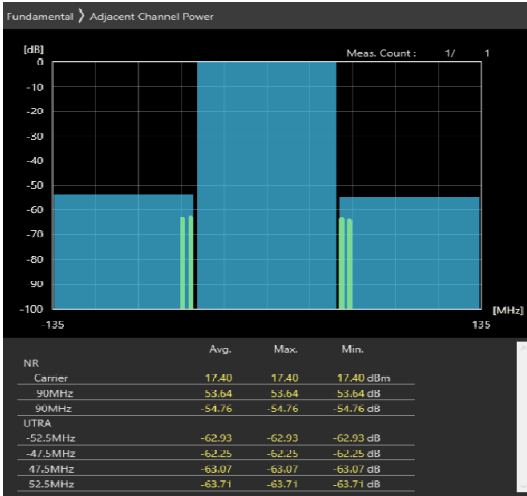 Fundamental ❯ Adjacent Channel Power
[dB]
Meas. Count : 1/ 1
0
-10
-20
-30
-40
-50
-60
-70
-80
-90
-100
[MHz]
-135 135
Avg. Max. Min.
NR
Carrier 17.40 17.40 17.40 dBm
90MHz 53.64 53.64 53.64 dB
90MHz -54.76 -54.76 -54.76 dB
UTRA
-52.5MHz -62.93 -62.93 -62.93 dB
-47.5MHz -62.25 -62.25 -62.25 dB
47.5MHz -63.07 -63.07 -63.07 dB
52.5MHz -63.71 -63.71 -63.71 dB